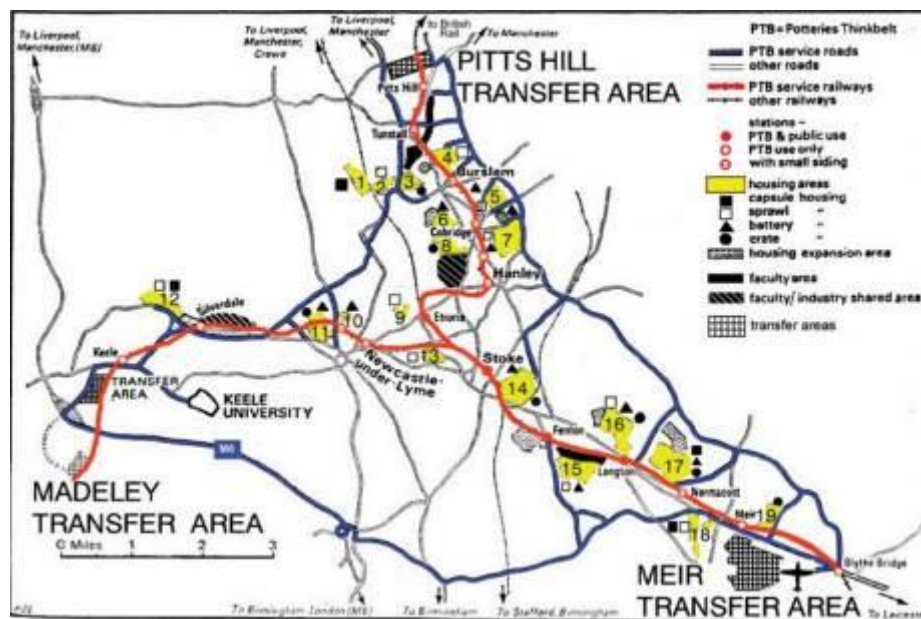 To Liverpool,
Manchester, (M6)
To Liverpool,
Manchester,
Crewe
To Liverpool,
Manchester
to British
Rail
To Manchester
PITTS HILL
TRANSFER AREA
Pitts Hill
Tunstall
Burslem
Cobridge
Hanley
Etruria
Stoke
Fenton
Longton
Normacott
Meir
Blythe Bridge
Silverdale
Keele
TRANSFER
AREA
KEELE
UNIVERSITY
Newcastle-
under-Lyme
M6
MADELEY
TRANSFER AREA
0 Miles 1 2 3
MEIR
TRANSFER AREA
To Birmingham London (M6)
To Birmingham
To Stafford, Birmingham
To Leicester
1
2
3
4
5
6
7
8
9
10
11
12
13
14
15
16
17
18
19
PTB = Potteries Thinkbelt
PTB service roads
other roads
PTB service railways
other railways
stations –
PTB & public use
PTB use only
with small siding
housing areas
capsule housing
sprawl "
battery "
crate "
housing expansion area
faculty area
faculty/industry shared area
transfer areas